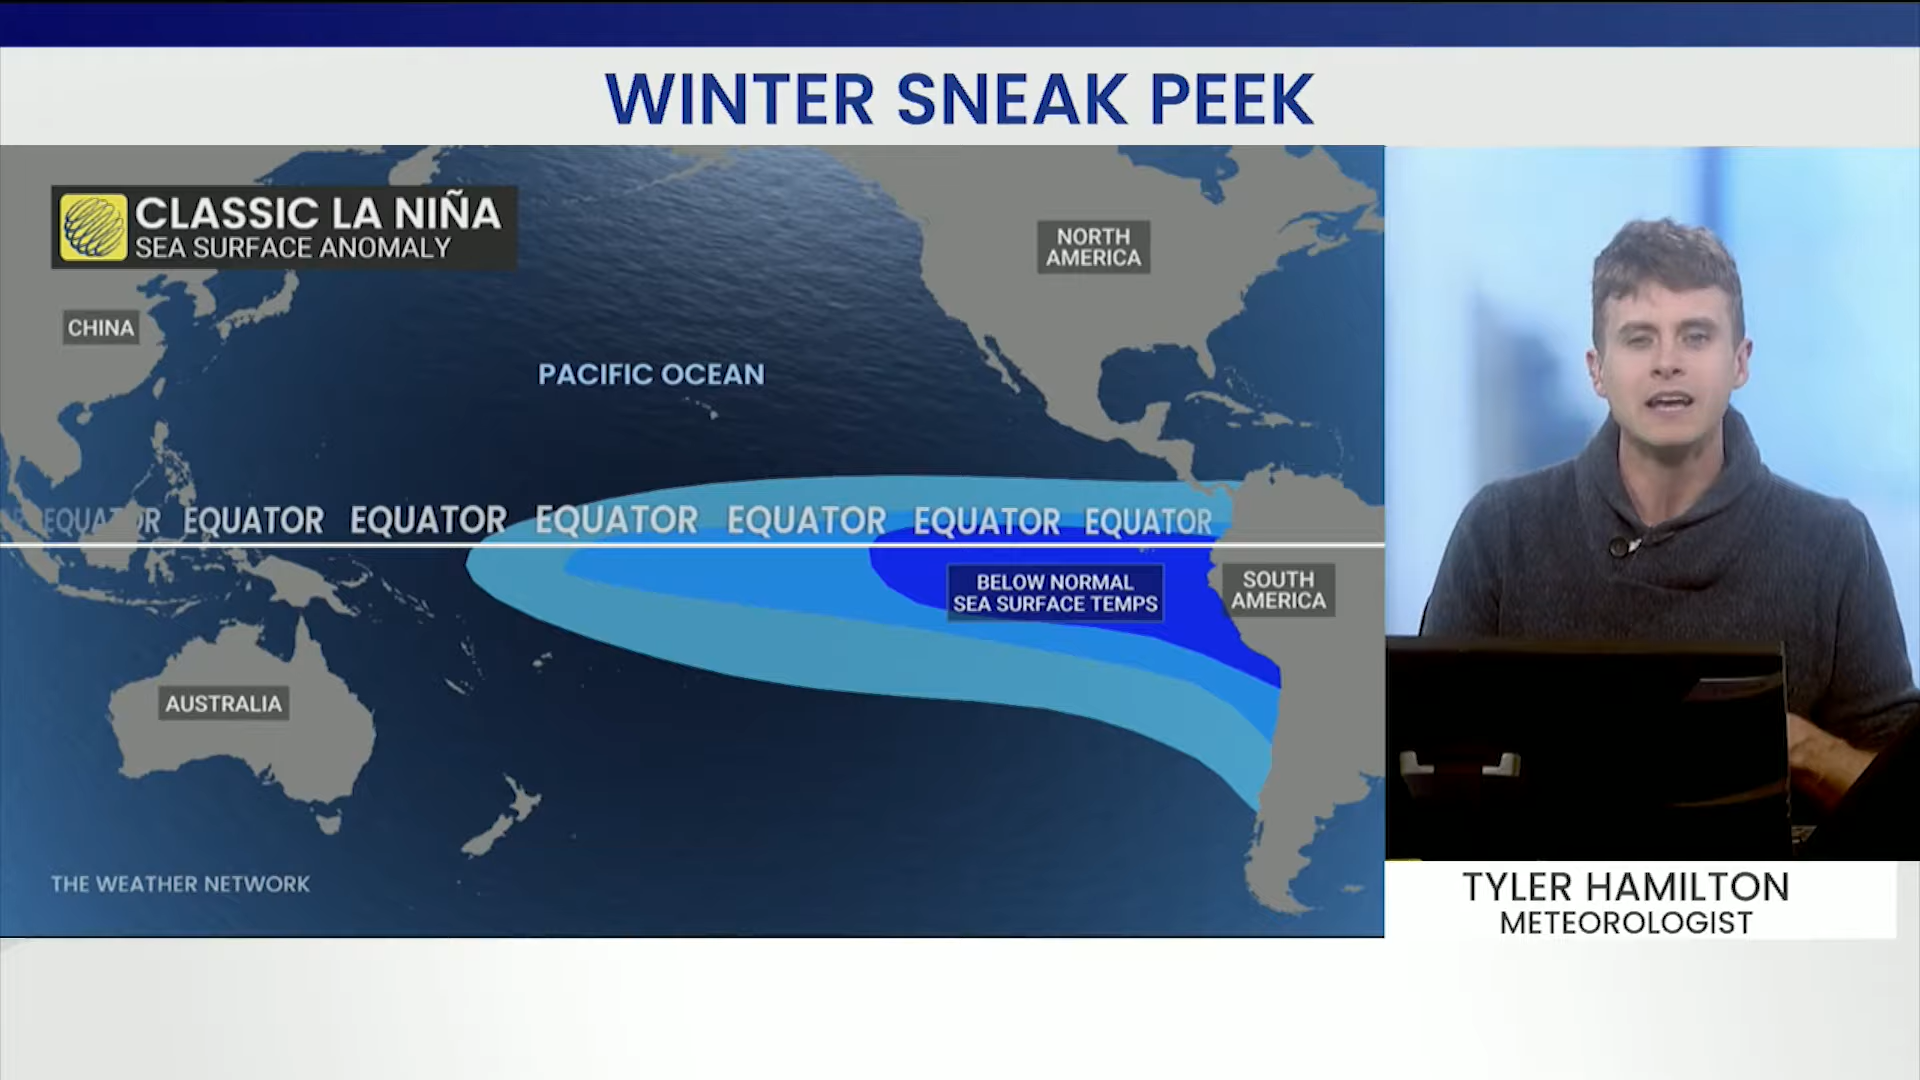 WINTER SNEAK PEEK
CLASSIC LA NIÑA
SEA SURFACE ANOMALY
NORTH
AMERICA
CHINA
PACIFIC OCEAN
EQUATOR EQUATOR EQUATOR EQUATOR EQUATOR EQUATOR EQUATOR
BELOW NORMAL
SEA SURFACE TEMPS
SOUTH
AMERICA
AUSTRALIA
THE WEATHER NETWORK
TYLER HAMILTON
METEOROLOGIST